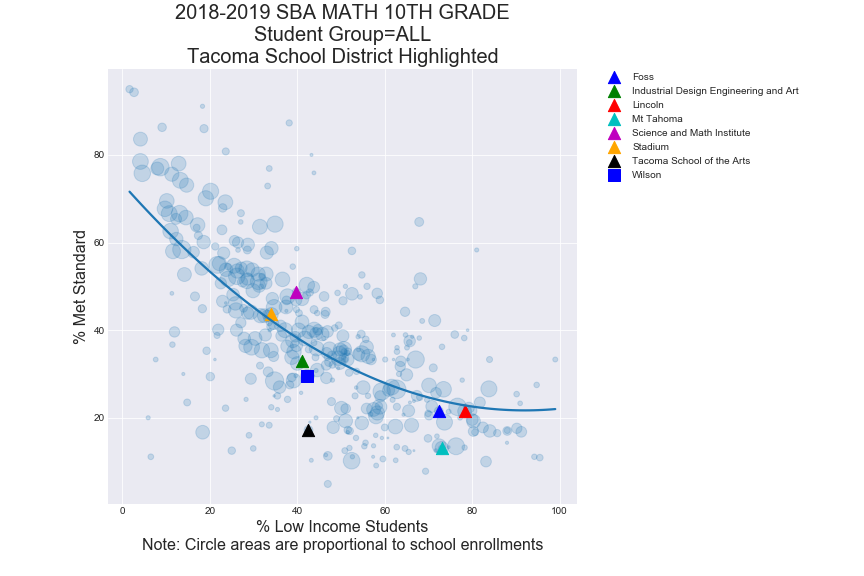 2018-2019 SBA MATH 10TH GRADE
Student Group=ALL
Tacoma School District Highlighted
Foss
Industrial Design Engineering and Art
Lincoln
Mt Tahoma
Science and Math Institute
Stadium
Tacoma School of the Arts
Wilson
% Met Standard
80
60
40
20
0 20 40 60 80 100
% Low Income Students
Note: Circle areas are proportional to school enrollments